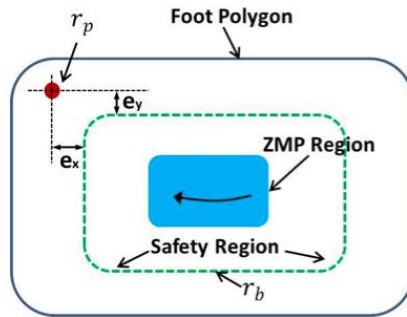 Foot Polygon
r_p
e_y
e_x
ZMP Region
Safety Region
r_b